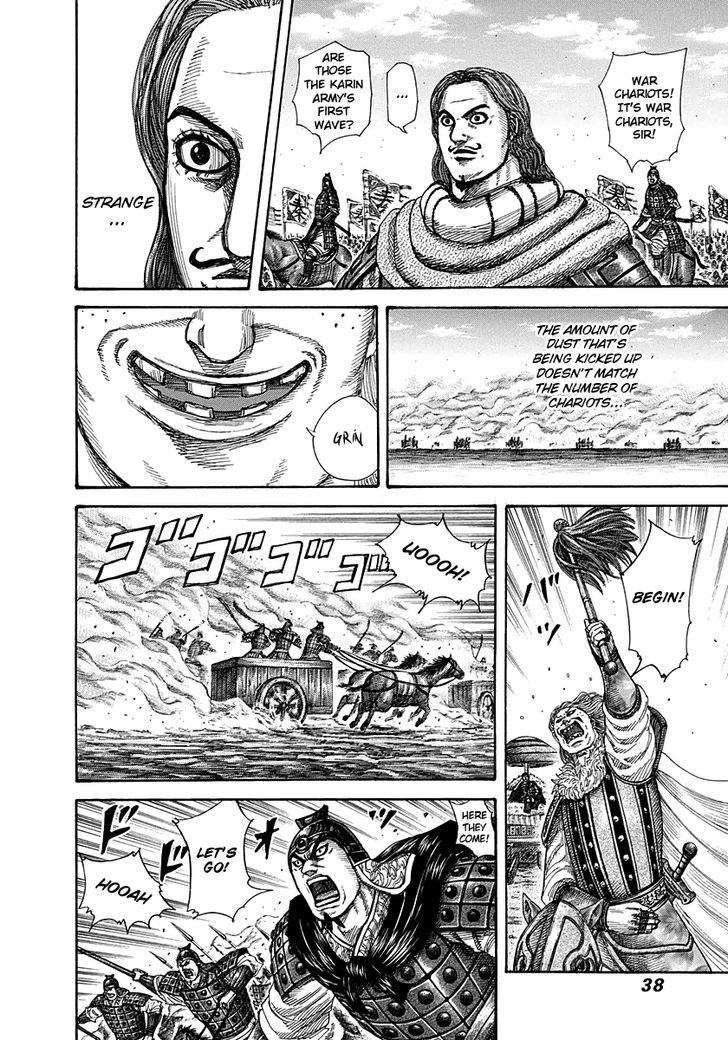 WAR
CHARIOTS!
IT'S WAR
CHARIOTS,
SIR!
...
ARE
THOSE
THE KARIN
ARMY'S
FIRST
WAVE?
STRANGE
...
THE AMOUNT OF
DUST THAT'S
BEING KICKED UP
DOESN'T MATCH
THE NUMBER OF
CHARIOTS...
GRIN
BEGIN!
WOOOH!
ゴゴゴゴ
HERE
THEY
COME!
LET'S
GO!
HOOAH
ドドド
38